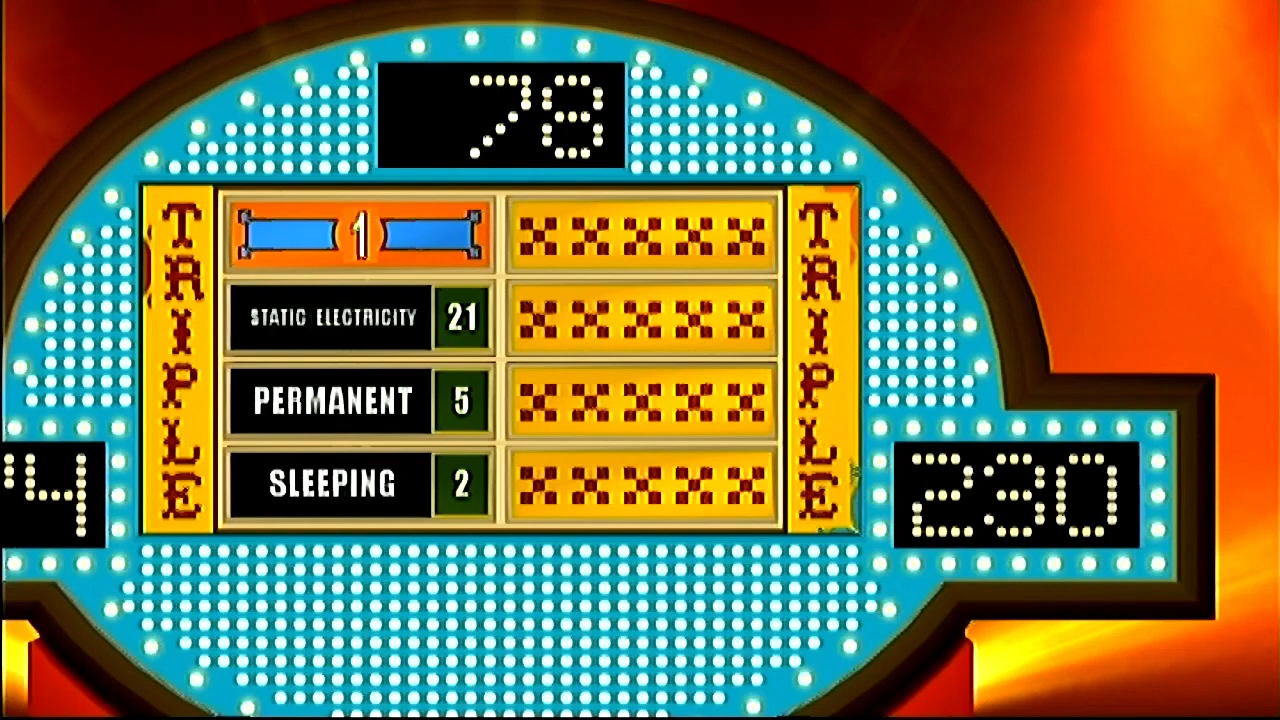 78
TRIPLE
1
STATIC ELECTRICITY 21
PERMANENT 5
SLEEPING 2
TRIPLE
4
230